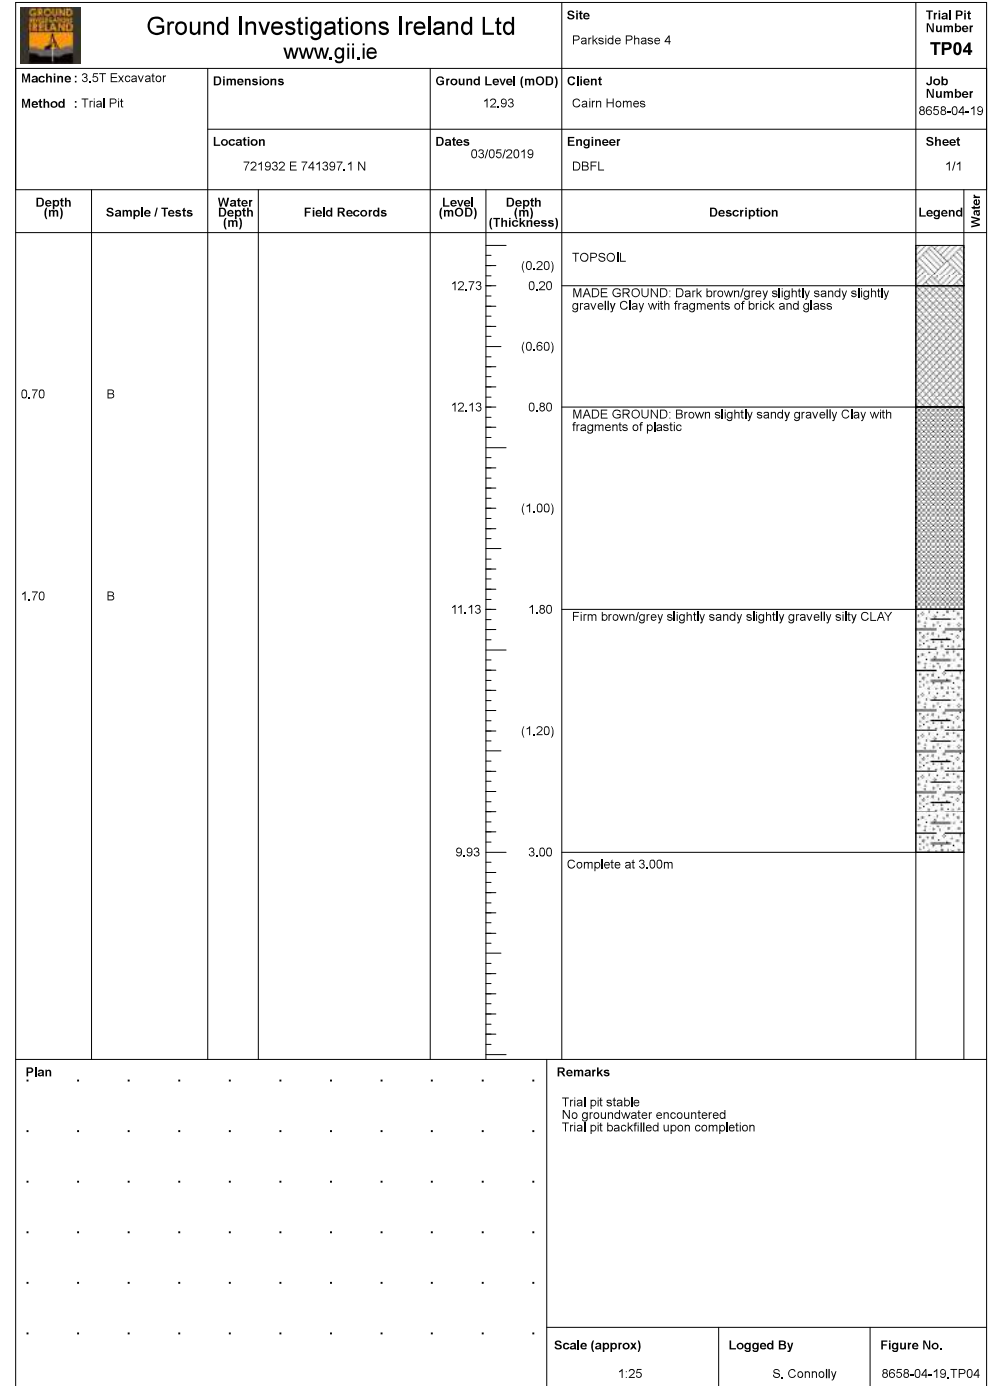 GROUND
INVESTIGATIONS
IRELAND
Ground Investigations Ireland Ltd
www.gii.ie
Site
Parkside Phase 4
Trial Pit
Number
TP04
Machine : 3.5T Excavator
Method : Trial Pit
Dimensions
Ground Level (mOD)
12.93
Client
Cairn Homes
Job
Number
8658-04-19
Location
721932 E 741397.1 N
Dates
03/05/2019
Engineer
DBFL
Sheet
1/1
Depth
(m)
Sample / Tests
Water
Depth
(m)
Field Records
Level
(mOD)
Depth
(m)
(Thickness)
Description
Legend
Water
(0.20)
TOPSOIL
12.73
0.20
MADE GROUND: Dark brown/grey slightly sandy slightly
gravelly Clay with fragments of brick and glass
(0.60)
0.70
B
12.13
0.80
MADE GROUND: Brown slightly sandy gravelly Clay with
fragments of plastic
(1.00)
1.70
B
11.13
1.80
Firm brown/grey slightly sandy slightly gravelly silty CLAY
(1.20)
9.93
3.00
Complete at 3.00m
Plan
Remarks
Trial pit stable
No groundwater encountered
Trial pit backfilled upon completion
Scale (approx)
1:25
Logged By
S. Connolly
Figure No.
8658-04-19.TP04